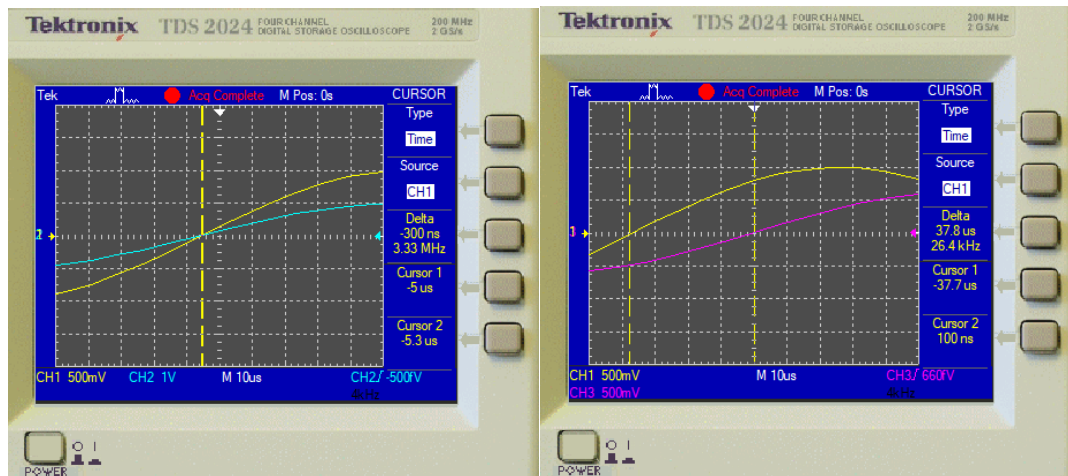 Tektronix TDS 2024 FOUR CHANNEL DIGITAL STORAGE OSCILLOSCOPE 200 MHz 2 GS/s
Tek Acq Complete M Pos: 0s CURSOR
Type
Time
Source
CH1
Delta
-300 ns
3.33 MHz
Cursor 1
-5 us
Cursor 2
-5.3 us
CH1 500mV CH2 1V M 10us CH2 -500fV
4kHz
POWER
Tektronix TDS 2024 FOUR CHANNEL DIGITAL STORAGE OSCILLOSCOPE 200 MHz 2 GS/s
Tek Acq Complete M Pos: 0s CURSOR
Type
Time
Source
CH1
Delta
37.8 us
26.4 kHz
1
Cursor 1
-37.7 us
Cursor 2
100 ns
CH1 500mV M 10us CH3 660fV
CH3 500mV 4kHz
POWER